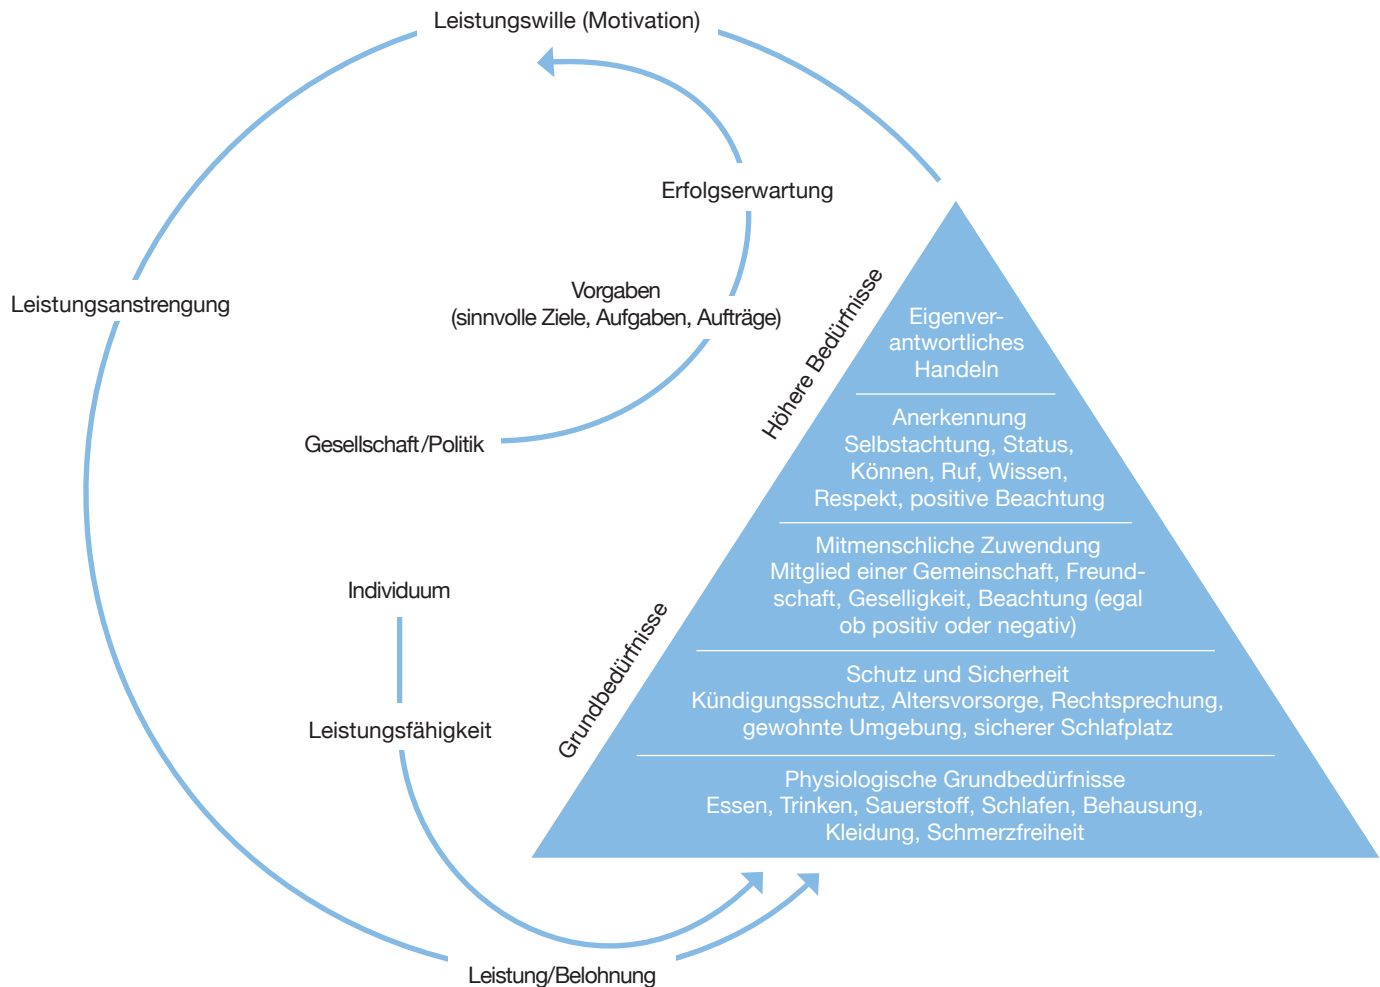 Leistungswille (Motivation)
Erfolgserwartung
Leistungsanstrengung
Vorgaben
(sinnvolle Ziele, Aufgaben, Aufträge)
Gesellschaft/Politik
Individuum
Leistungsfähigkeit
Leistung/Belohnung
Höhere Bedürfnisse
Grundbedürfnisse
Eigenver-
antwortliches
Handeln
Anerkennung
Selbstachtung, Status,
Können, Ruf, Wissen,
Respekt, positive Beachtung
Mitmenschliche Zuwendung
Mitglied einer Gemeinschaft, Freund-
schaft, Geselligkeit, Beachtung (egal
ob positiv oder negativ)
Schutz und Sicherheit
Kündigungsschutz, Altersvorsorge, Rechtsprechung,
gewohnte Umgebung, sicherer Schlafplatz
Physiologische Grundbedürfnisse
Essen, Trinken, Sauerstoff, Schlafen, Behausung,
Kleidung, Schmerzfreiheit